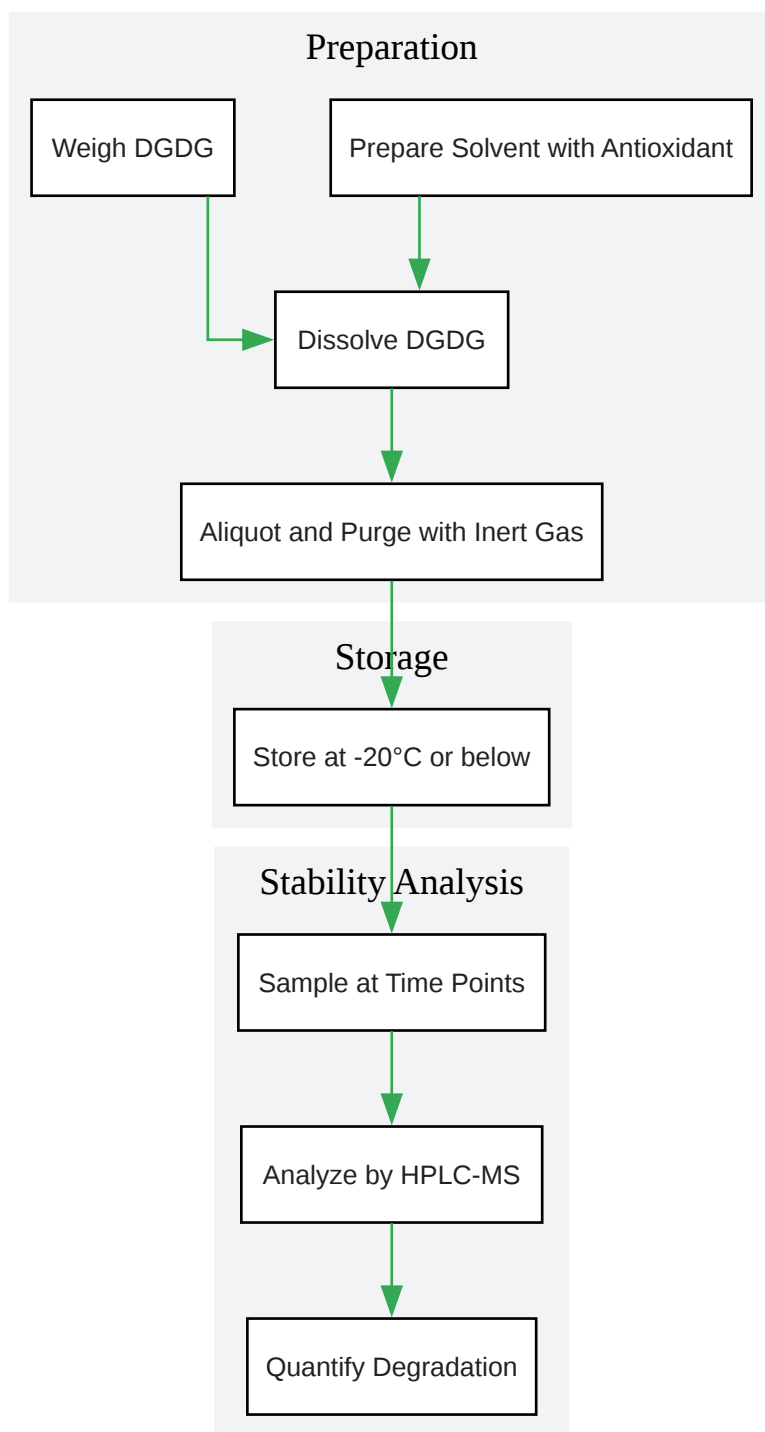 Preparation
Weigh DGDG
Prepare Solvent with Antioxidant
Dissolve DGDG
Aliquot and Purge with Inert Gas
Storage
Store at -20°C or below
Stability Analysis
Sample at Time Points
Analyze by HPLC-MS
Quantify Degradation